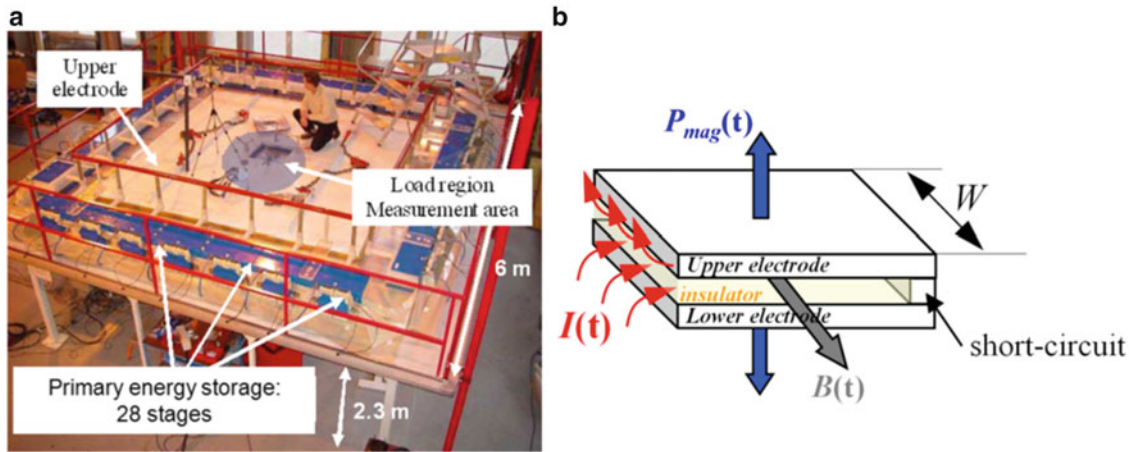 a
Upper
electrode
Load region
Measurement area
6 m
Primary energy storage:
28 stages
2.3 m
b
P_mag(t)
W
Upper electrode
insulator
Lower electrode
I(t)
short-circuit
B(t)